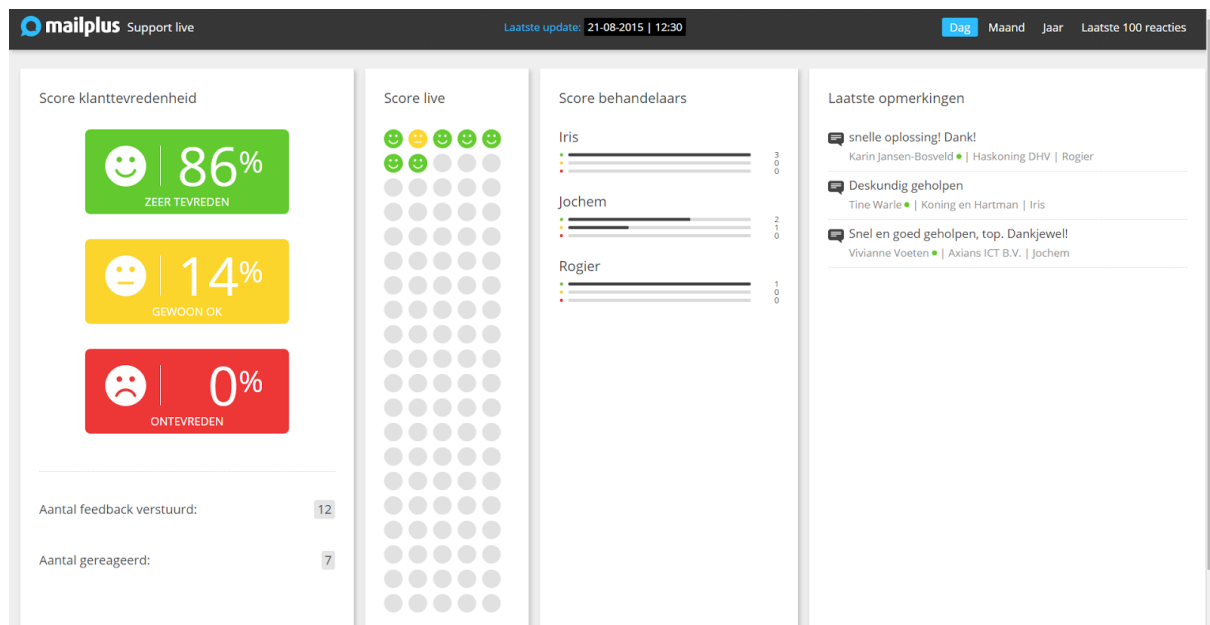 mailplus Support live
Laatste update: 21-08-2015 | 12:30
Dag Maand Jaar Laatste 100 reacties
Score klanttevredenheid
86%
ZEER TEVREDEN
14%
GEWOON OK
0%
ONTEVREDEN
Aantal feedback verstuurd: 12
Aantal gereageerd: 7
Score live
Score behandelaars
Iris
3
0
0
Jochem
2
1
0
Rogier
1
0
0
Laatste opmerkingen
snelle oplossing! Dank!
Karin Jansen-Bosveld | Haskoning DHV | Rogier
Deskundig geholpen
Tine Warle | Koning en Hartman | Iris
Snel en goed geholpen, top. Dankjewel!
Vivianne Voeten | Axians ICT B.V. | Jochem